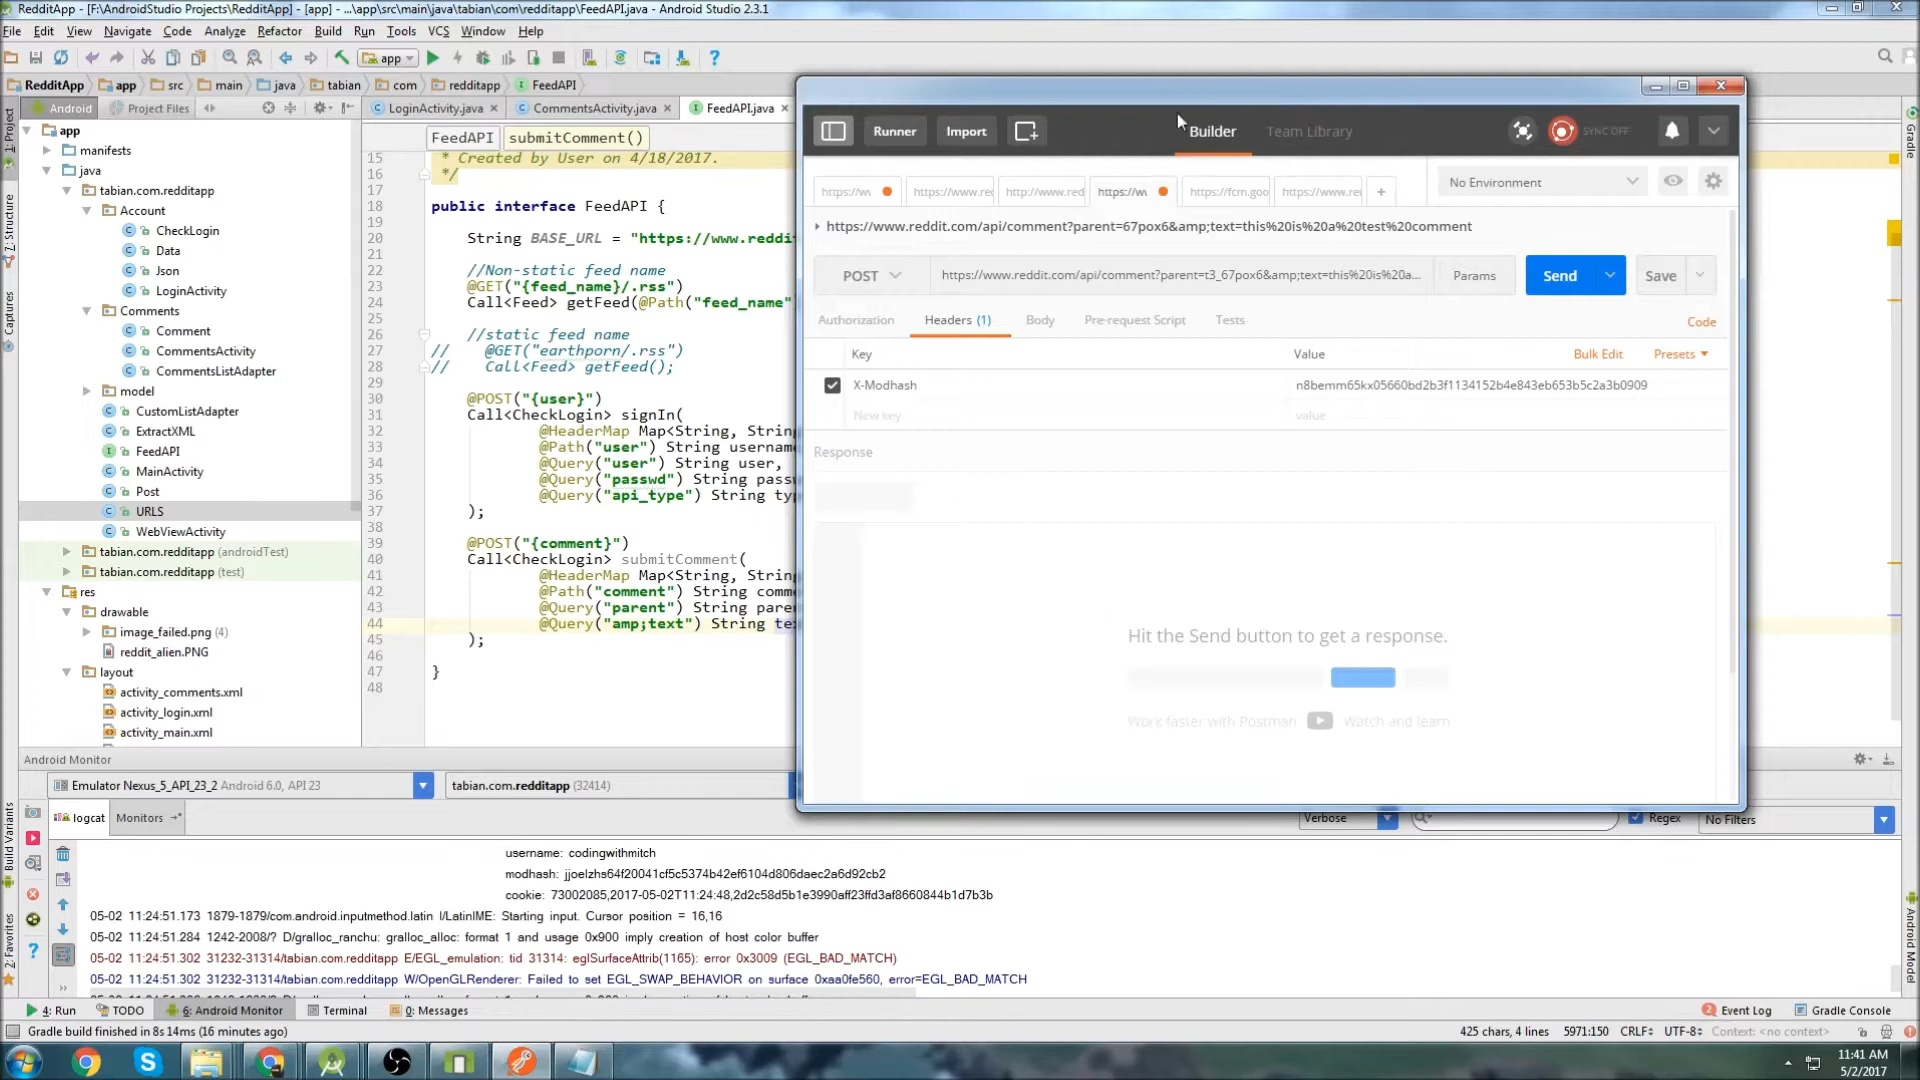 RedditApp - [F:\AndroidStudio Projects\RedditApp] - [app] - ...\app\src\main\java\tabian\com\redditapp\FeedAPI.java - Android Studio 2.3.1
File Edit View Navigate Code Analyze Refactor Build Run Tools VCS Window Help
app
RedditApp app src main java tabian com redditapp FeedAPI
Android Project Files
LoginActivity.java CommentsActivity.java FeedAPI.java
1: Project
7: Structure
Captures
Build Variants
2: Favorites
Gradle
Android Model
app
manifests
java
tabian.com.redditapp
Account
CheckLogin
Data
Json
LoginActivity
Comments
Comment
CommentsActivity
CommentsListAdapter
model
CustomListAdapter
ExtractXML
FeedAPI
MainActivity
Post
URLS
WebViewActivity
tabian.com.redditapp (androidTest)
tabian.com.redditapp (test)
res
drawable
image_failed.png (4)
reddit_alien.PNG
layout
activity_comments.xml
activity_login.xml
activity_main.xml
FeedAPI submitComment()
15 * Created by User on 4/18/2017.
16 */
17
18 public interface FeedAPI {
19
20 String BASE_URL = "https://www.reddi
21
22 //Non-static feed name
23 @GET("{feed_name}/.rss")
24 Call<Feed> getFeed(@Path("feed_name"
25
26 //static feed name
27 // @GET("earthporn/.rss")
28 // Call<Feed> getFeed();
29
30 @POST("{user}")
31 Call<CheckLogin> signIn(
32 @HeaderMap Map<String, Strin
33 @Path("user") String username
34 @Query("user") String user,
35 @Query("passwd") String passw
36 @Query("api_type") String typ
37 );
38
39 @POST("{comment}")
40 Call<CheckLogin> submitComment(
41 @HeaderMap Map<String, Strin
42 @Path("comment") String comme
43 @Query("parent") String paren
44 @Query("amp;text") String tex
45 );
46
47 }
48
Runner Import Builder Team Library SYNC OFF
https://w https://www.red http://www.red https://w https://fcm.goo https://www.red + No Environment
https://www.reddit.com/api/comment?parent=67pox6&amp;text=this%20is%20a%20test%20comment
POST https://www.reddit.com/api/comment?parent=t3_67pox6&amp;text=this%20is%20a... Params Send Save
Authorization Headers (1) Body Pre-request Script Tests Code
Key Value Bulk Edit Presets
X-Modhash n8bemm65kx05660bd2b3f1134152b4e843eb653b5c2a3b0909
New key value
Response
Hit the Send button to get a response.
Work faster with Postman Watch and learn
Android Monitor
Emulator Nexus_5_API_23_2 Android 6.0, API 23 tabian.com.redditapp (32414)
logcat Monitors Verbose Regex No Filters
username: codingwithmitch
modhash: jjoelzhs64f20041cf5c5374b42ef6104d806daec2a6d92cb2
cookie: 73002085,2017-05-02T11:24:48,2d2c58d5b1e3990aff23ffd3af8660844b1d7b3b
05-02 11:24:51.173 1879-1879/com.android.inputmethod.latin I/LatinIME: Starting input. Cursor position = 16,16
05-02 11:24:51.284 1242-2008/? D/gralloc_ranchu: gralloc_alloc: format 1 and usage 0x900 imply creation of host color buffer
05-02 11:24:51.302 31232-31314/tabian.com.redditapp E/EGL_emulation: tid 31314: eglSurfaceAttrib(1165): error 0x3009 (EGL_BAD_MATCH)
05-02 11:24:51.302 31232-31314/tabian.com.redditapp W/OpenGLRenderer: Failed to set EGL_SWAP_BEHAVIOR on surface 0xaa0fe560, error=EGL_BAD_MATCH
4: Run TODO 6: Android Monitor Terminal 0: Messages Event Log Gradle Console
Gradle build finished in 8s 14ms (16 minutes ago) 425 chars, 4 lines 5971:150 CRLF UTF-8 Context: <no context>
11:41 AM
5/2/2017